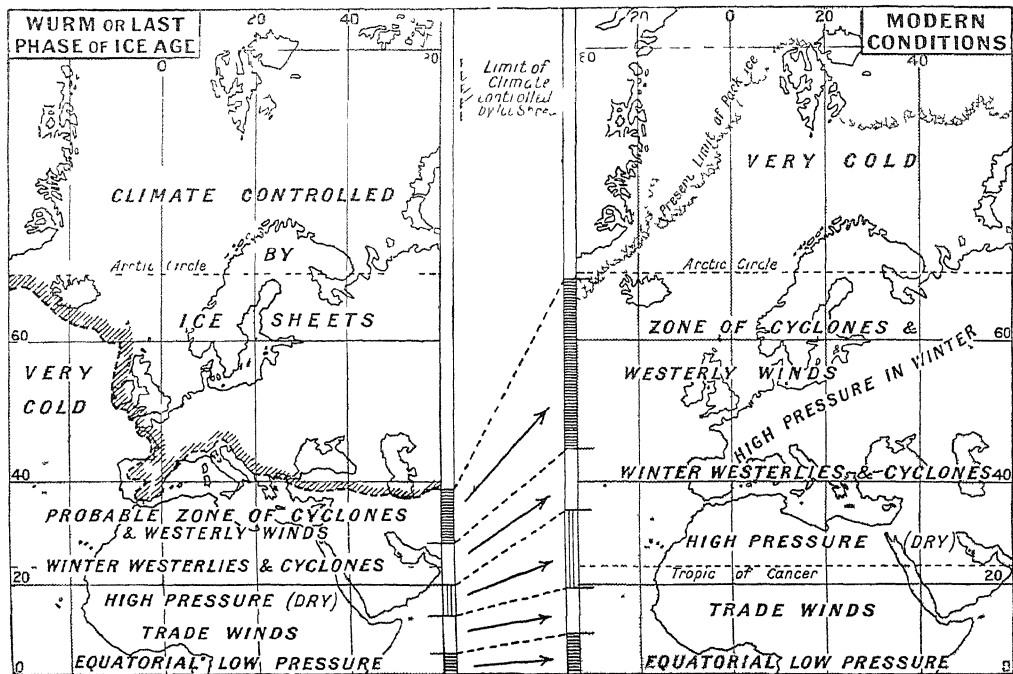 WURM OR LAST
PHASE OF ICE AGE
20
0
20
40
Limit of
Climate
controlled
CLIMATE CONTROLLED
BY
Arctic Circle
ICE SHEETS
60
VERY
COLD
40
PROBABLE ZONE OF CYCLONES
& WESTERLY WINDS
WINTER WESTERLIES & CYCLONES
20
HIGH PRESSURE (DRY)
TRADE WINDS
0
EQUATORIAL LOW PRESSURE
MODERN
CONDITIONS
20
0
20
40
Present Limit of Pack Ice
VERY COLD
Arctic Circle
ZONE OF CYCLONES &
60
WESTERLY WINDS
HIGH PRESSURE IN WINTER
WINTER WESTERLIES & CYCLONES
40
HIGH PRESSURE (DRY)
Tropic of Cancer
20
TRADE WINDS
EQUATORIAL LOW PRESSURE
0